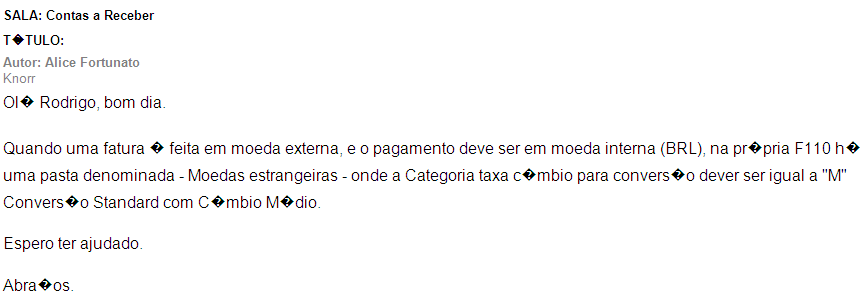 SALA: Contas a Receber
T�TULO:
Autor: Alice Fortunato
Knorr
Ol� Rodrigo, bom dia.
Quando uma fatura � feita em moeda externa, e o pagamento deve ser em moeda interna (BRL), na pr�pria F110 h�
uma pasta denominada - Moedas estrangeiras - onde a Categoria taxa c�mbio para convers�o dever ser igual a "M"
Convers�o Standard com C�mbio M�dio.
Espero ter ajudado.
Abra�os.